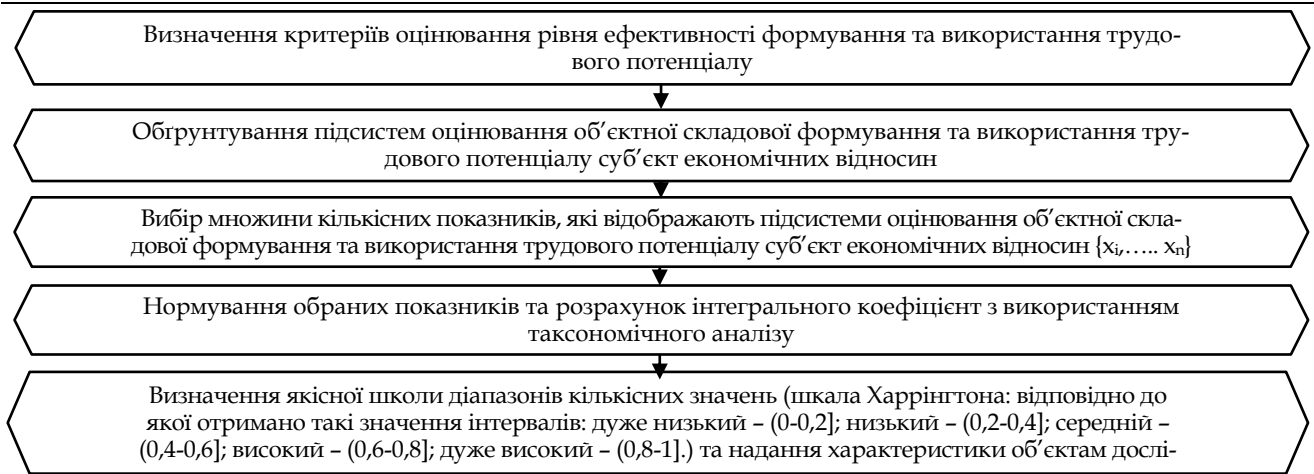 Визначення критеріїв оцінювання рівня ефективності формування та використання трудо-
вого потенціалу
Обґрунтування підсистем оцінювання об’єктної складової формування та використання тру-
дового потенціалу суб’єкт економічних відносин
Вибір множини кількісних показників, які відображають підсистеми оцінювання об’єктної скла-
дової формування та використання трудового потенціалу суб’єкт економічних відносин {xᵢ,….. xₙ}
Нормування обраних показників та розрахунок інтегрального коефіцієнт з використанням
таксономічного аналізу
Визначення якісної школи діапазонів кількісних значень (шкала Харрінгтона: відповідно до
якої отримано такі значення інтервалів: дуже низький – (0-0,2]; низький – (0,2-0,4]; середній –
(0,4-0,6]; високий – (0,6-0,8]; дуже високий – (0,8-1].) та надання характеристики об’єктам дослі-